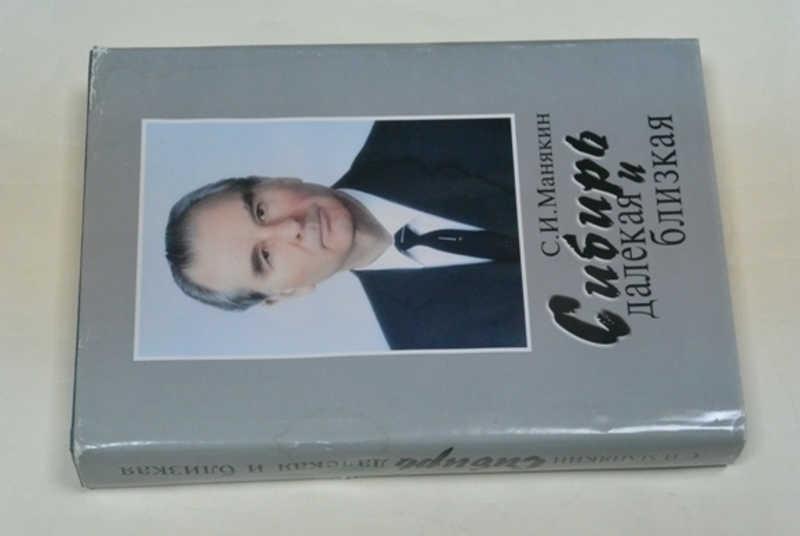 С.И.Манякин
Сибирь
далекая и
близкая
С.И.МАНЯКИН Сибирь далекая и близкая